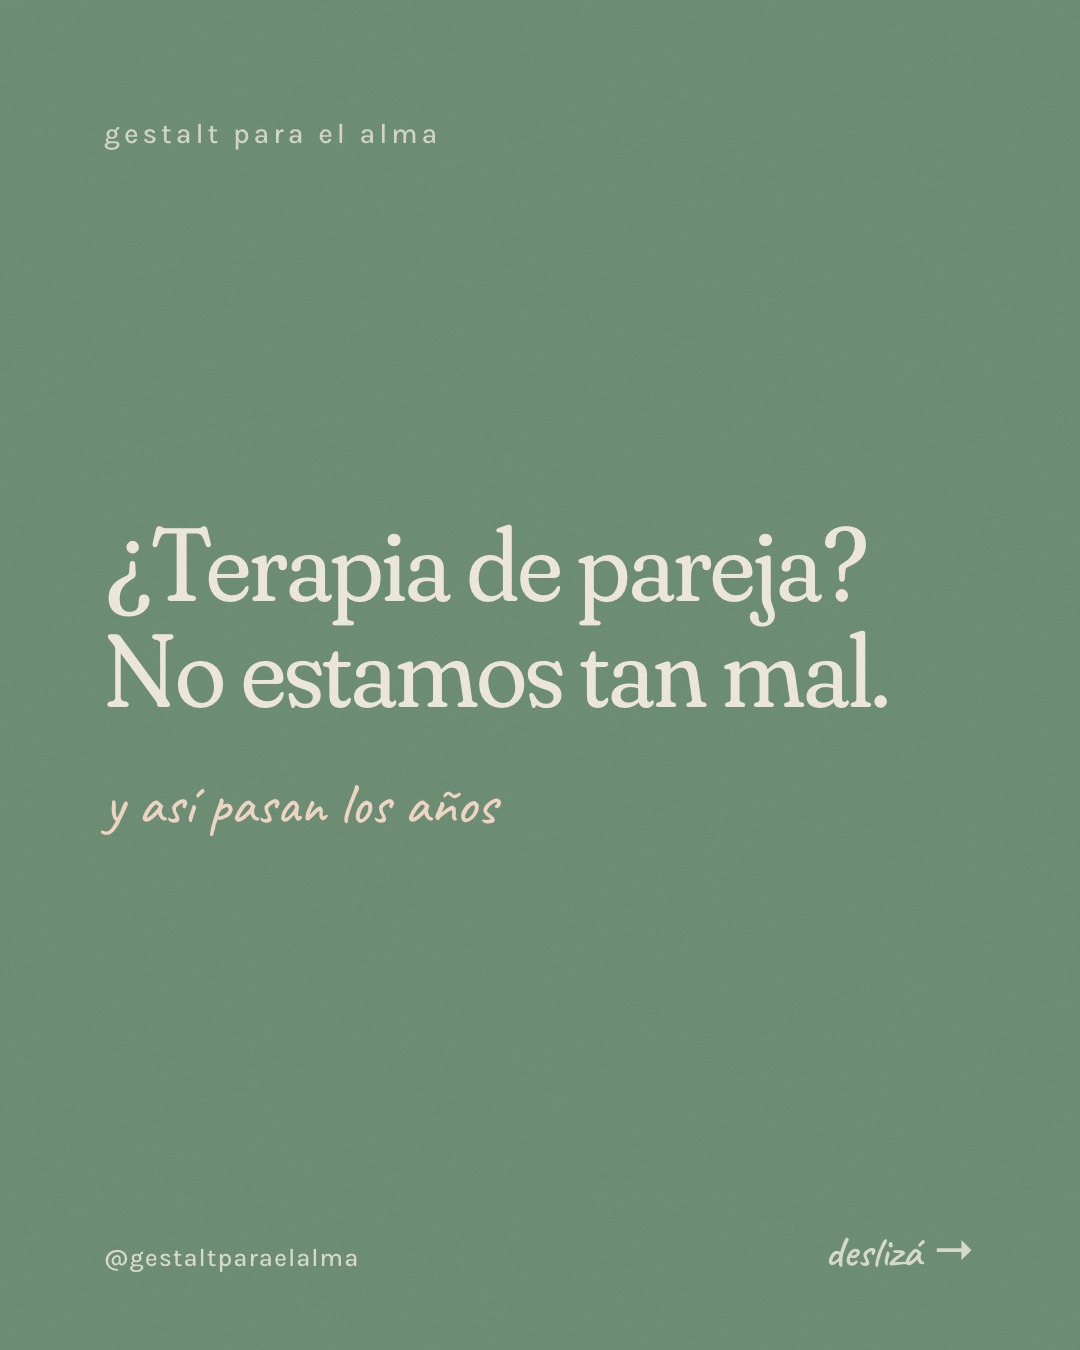 gestalt para el alma
¿Terapia de pareja?
No estamos tan mal.
y así pasan los años
@gestaltparaelalma
deslizá →